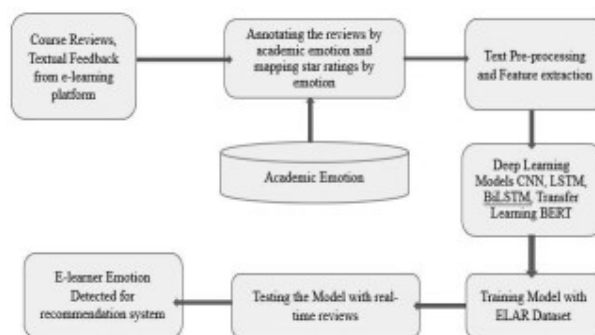 Course Reviews,
Textual Feedback
from e-learning
platform
Annotating the reviews by
academic emotion and
mapping star ratings by
emotion
Text Pre-processing
and Feature extraction
Academic Emotion
Deep Learning
Models CNN, LSTM,
BiLSTM, Transfer
Learning BERT
E-learner Emotion
Detected for
recommendation system
Testing the Model with real-
time reviews
Training Model with
ELAR Dataset